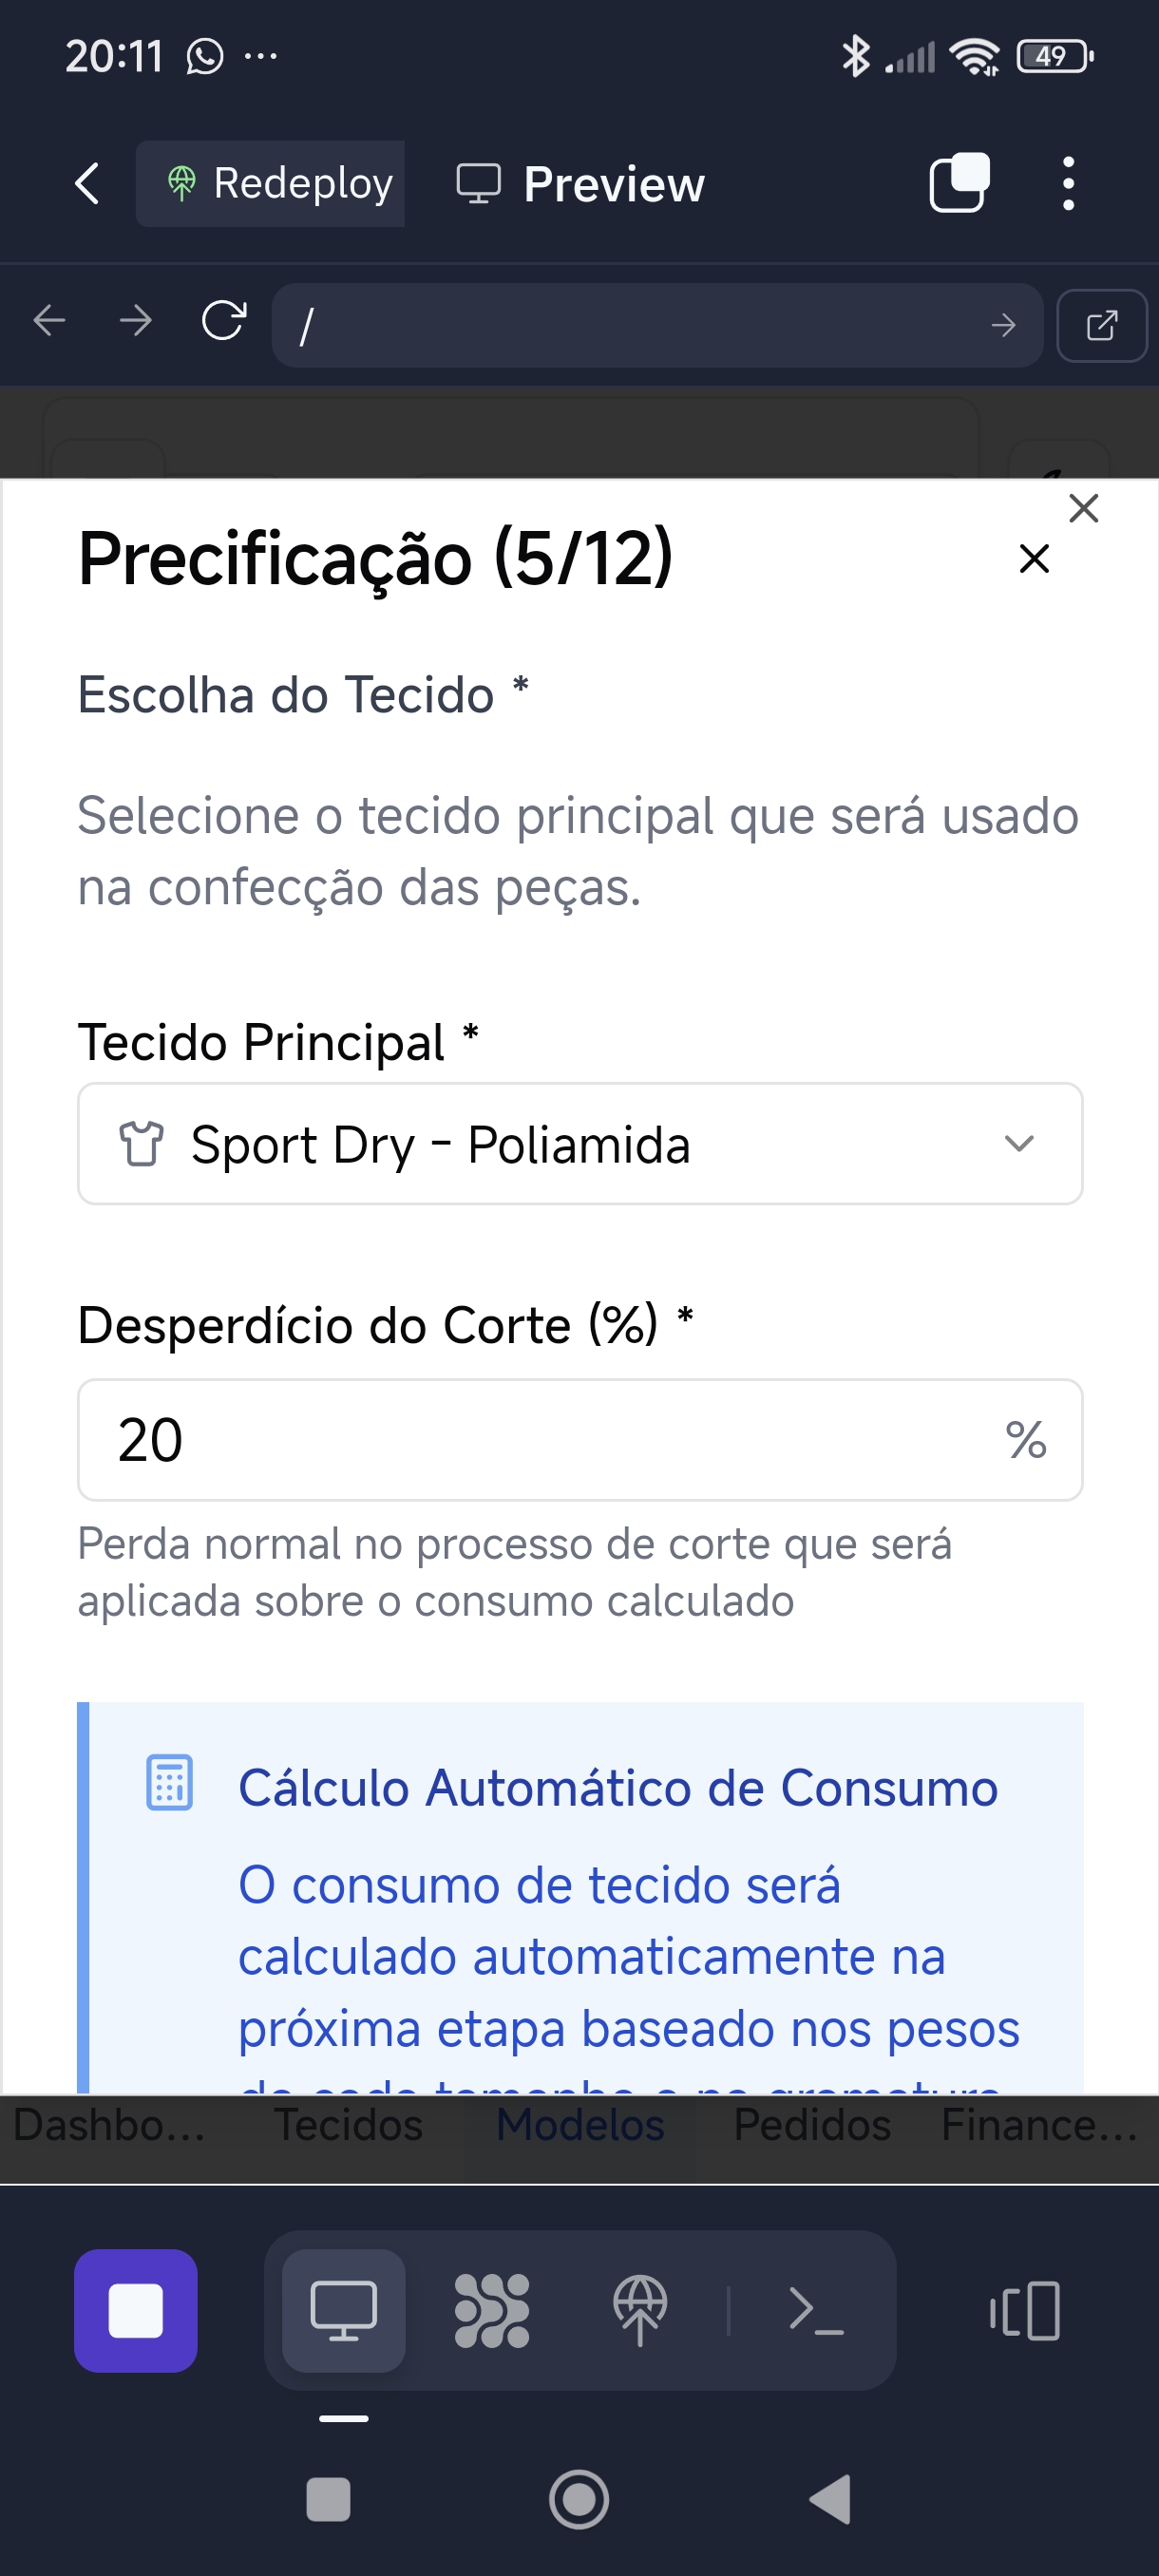 20:11 ... 49
Redeploy Preview
/
Precificação (5/12)
Escolha do Tecido *
Selecione o tecido principal que será usado
na confecção das peças.
Tecido Principal *
Sport Dry - Poliamida
Desperdício do Corte (%) *
20 %
Perda normal no processo de corte que será
aplicada sobre o consumo calculado
Cálculo Automático de Consumo
O consumo de tecido será
calculado automaticamente na
próxima etapa baseado nos pesos
Dashbo... Tecidos Modelos Pedidos Finance...